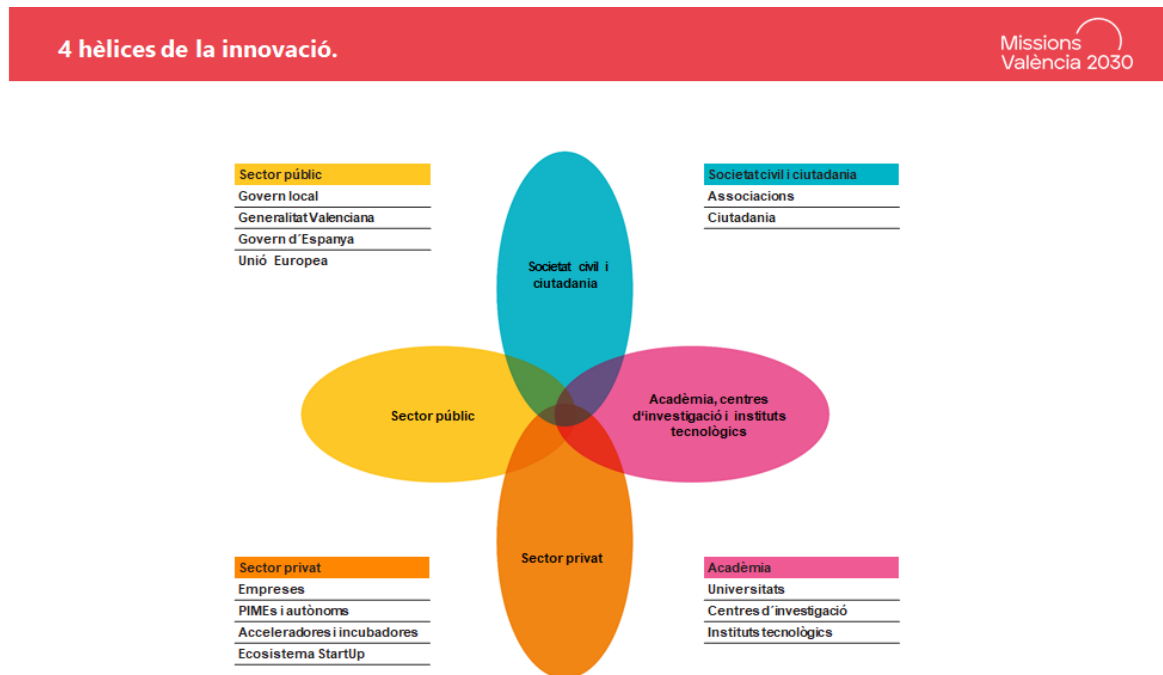 4 hèlices de la innovació.
Missions
València 2030
Sector públic
Govern local
Generalitat Valenciana
Govern d´Espanya
Unió Europea
Societat civil i ciutadania
Associacions
Ciutadania
Societat civil i
ciutadania
Sector públic
Acadèmia, centres
d'investigació i instituts
tecnològics
Sector privat
Sector privat
Empreses
PIMEs i autònoms
Acceleradores i incubadores
Ecosistema StartUp
Acadèmia
Universitats
Centres d´investigació
Instituts tecnològics